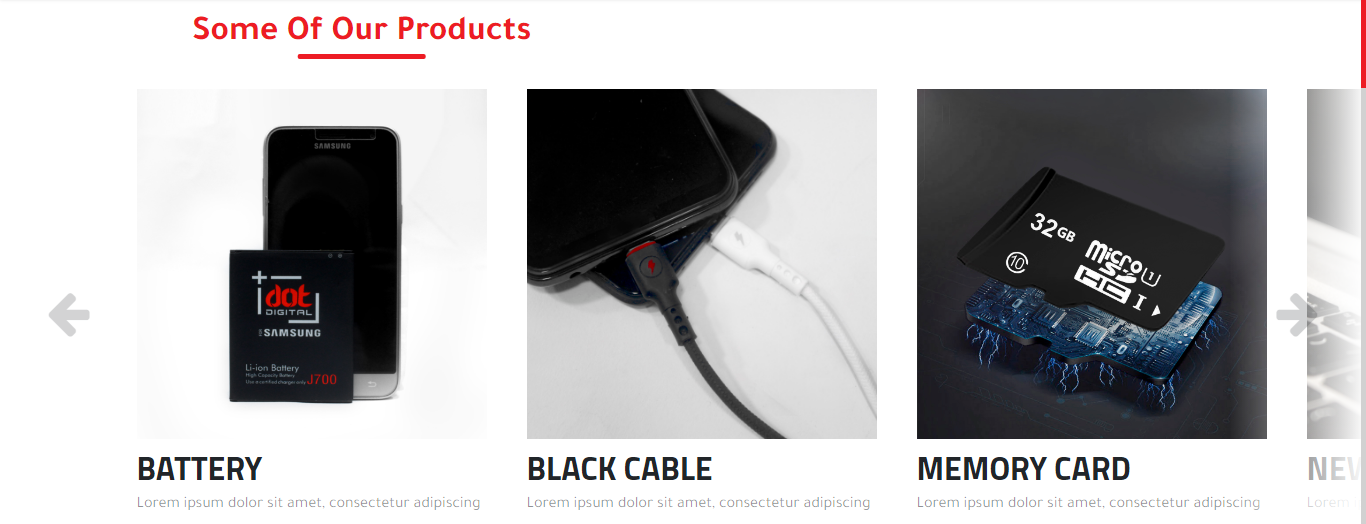 Some Of Our Products
SAMSUNG
dot
DIGITAL
FOR SAMSUNG
Li-ion Battery
High Capacity Battery
Use a certified charger only J700
32GB
10
micro
SD
HC I
U1
BATTERY
Lorem ipsum dolor sit amet, consectetur adipiscing
BLACK CABLE
Lorem ipsum dolor sit amet, consectetur adipiscing
MEMORY CARD
Lorem ipsum dolor sit amet, consectetur adipiscing
NEW
Lorem i